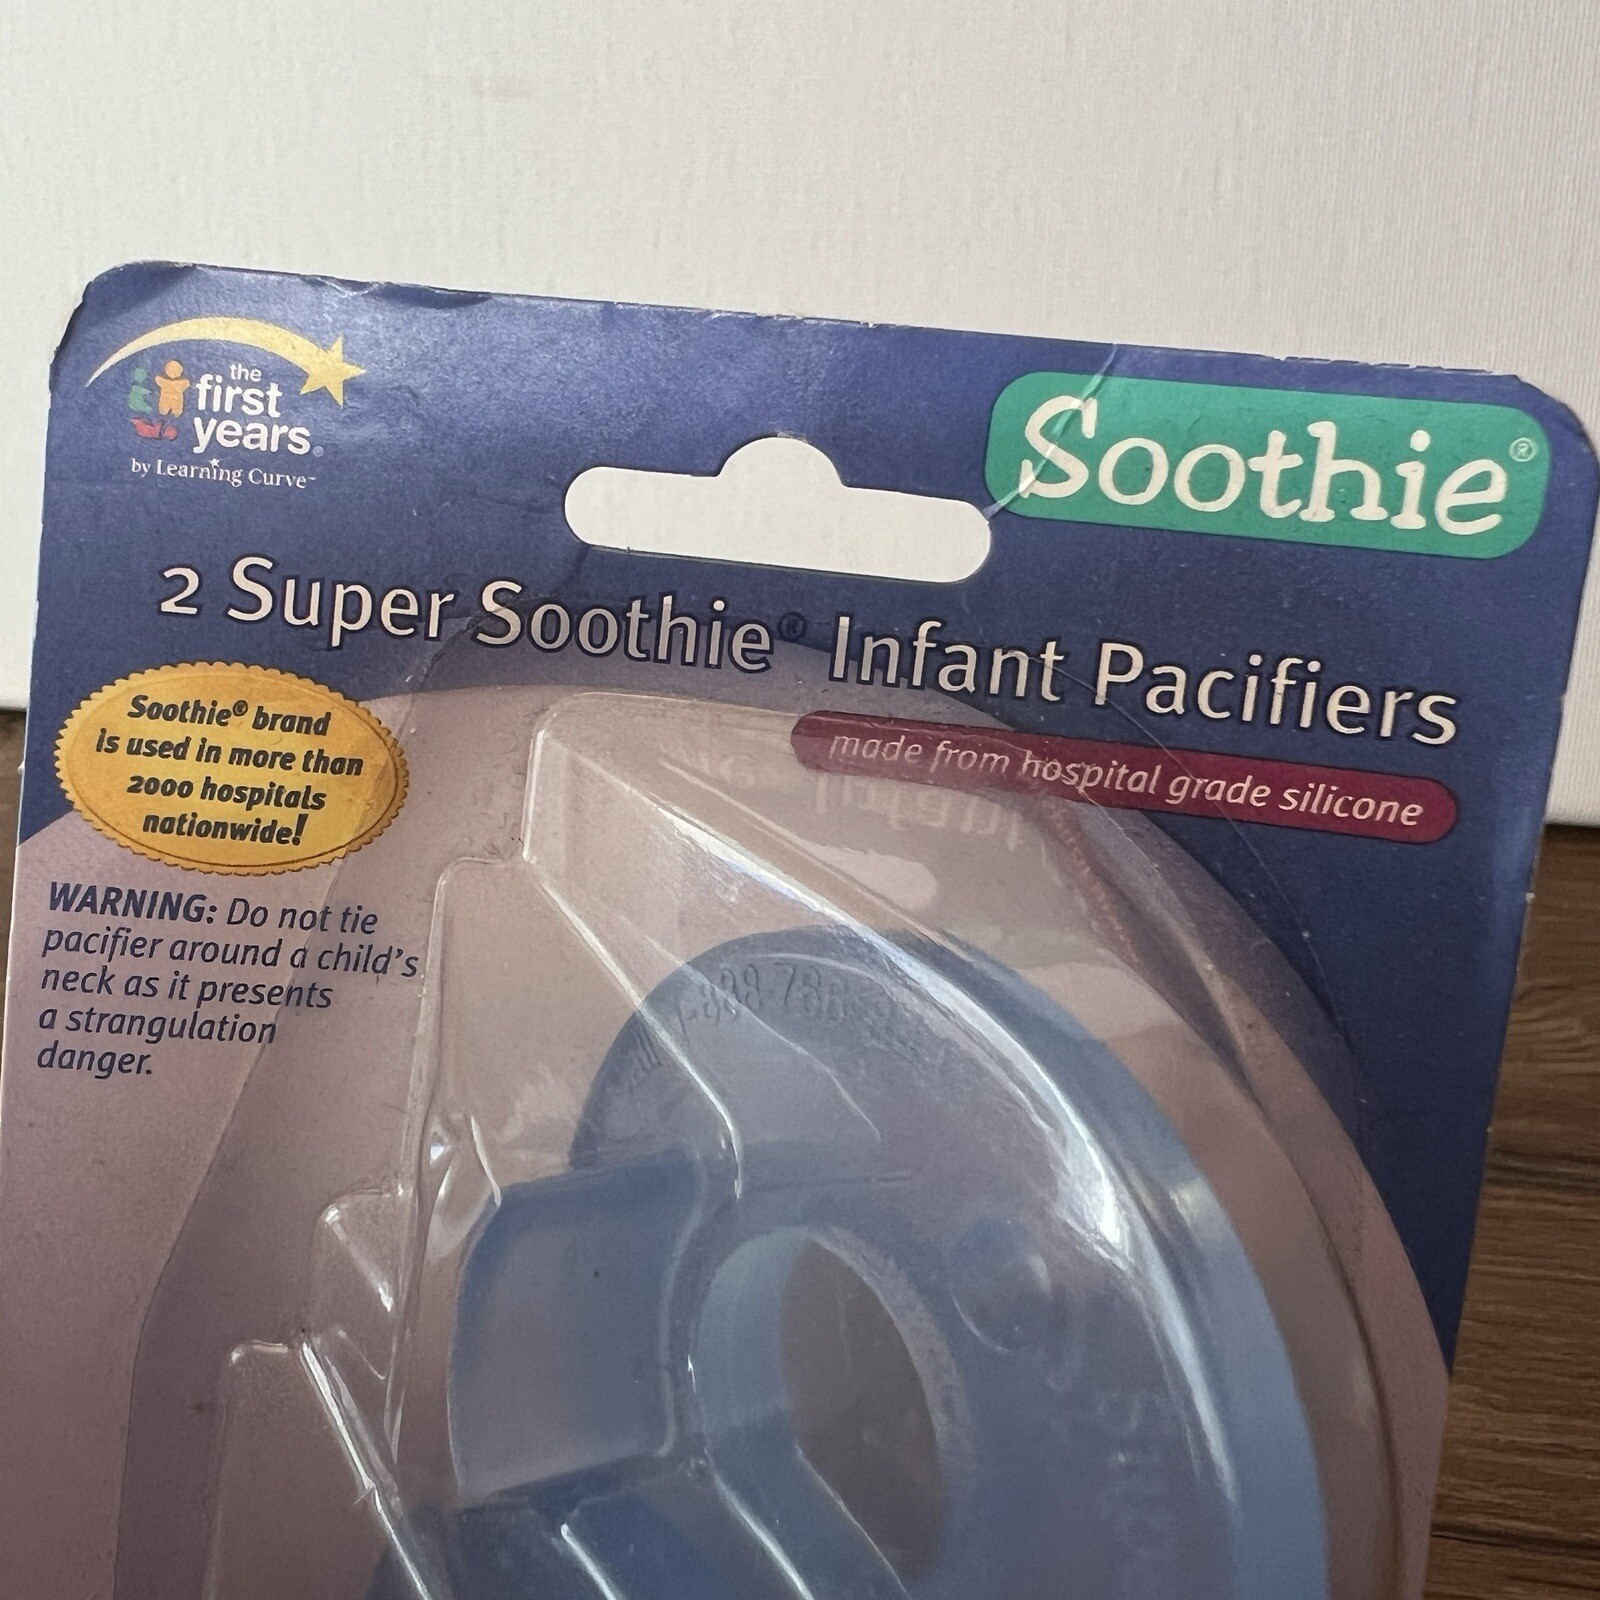 the
first
years®
by Learning Curve™
Soothie®
2 Super Soothie® Infant Pacifiers
made from hospital grade silicone
Soothie® brand
is used in more than
2000 hospitals
nationwide!
WARNING: Do not tie
pacifier around a child's
neck as it presents
a strangulation
danger.